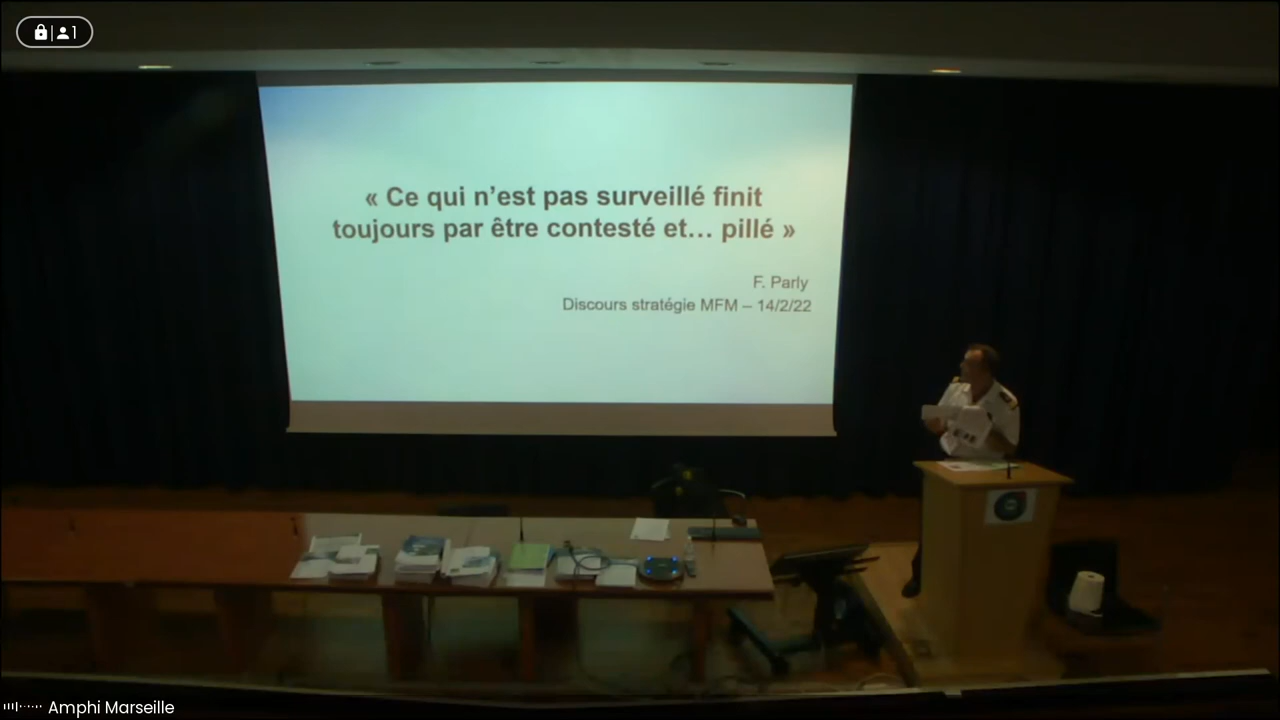 1
« Ce qui n’est pas surveillé finit
toujours par être contesté et… pillé »
F. Parly
Discours stratégie MFM – 14/2/22
Amphi Marseille